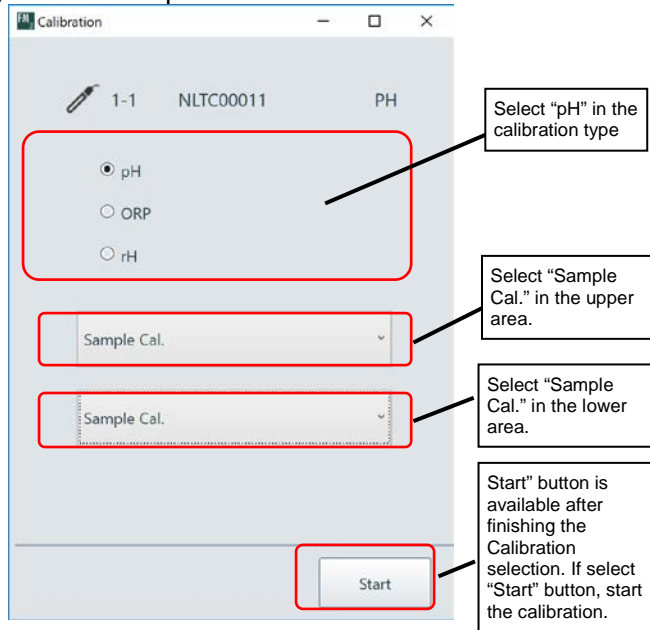 Calibration
1-1 NLTC00011 PH
pH
ORP
rH
Sample Cal.
Sample Cal.
Start
Select “pH” in the
calibration type
Select “Sample
Cal.” in the upper
area.
Select “Sample
Cal.” in the lower
area.
Start” button is
available after
finishing the
Calibration
selection. If select
“Start” button, start
the calibration.